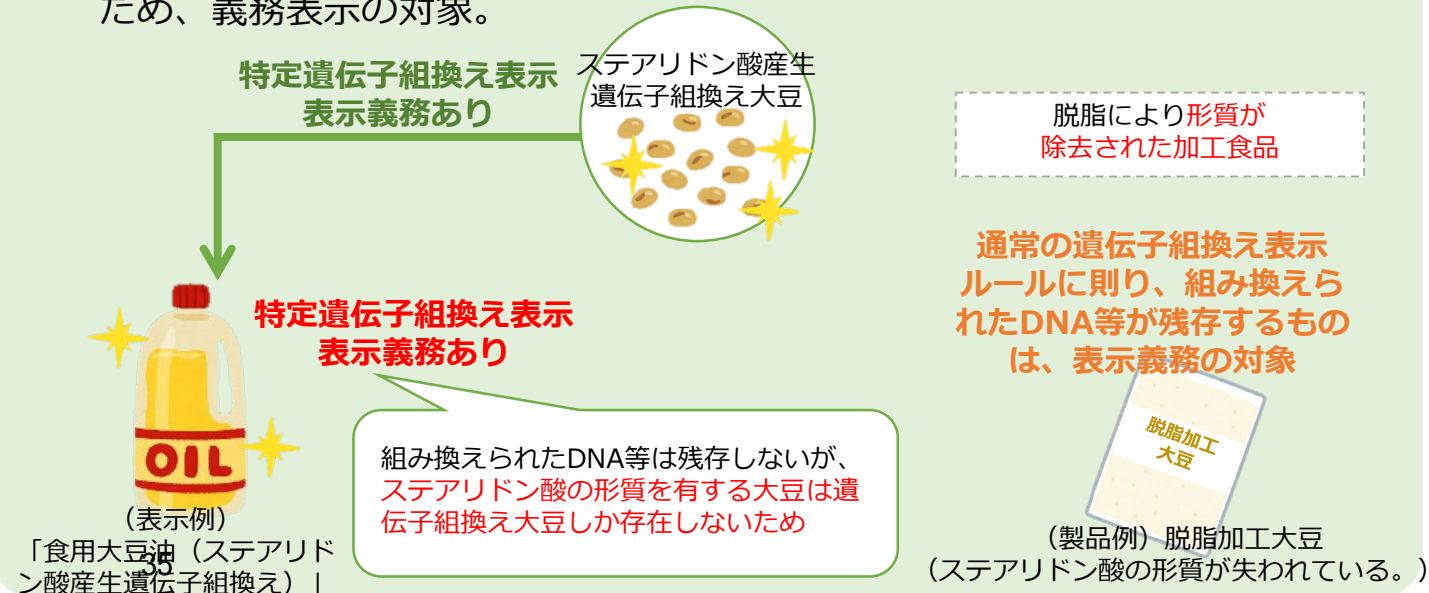 ため、義務表示の対象。
特定遺伝子組換え表示
表示義務あり
ステアリドン酸産生
遺伝子組換え大豆
脱脂により形質が
除去された加工食品
通常の遺伝子組換え表示
ルールに則り、組み換えら
れたDNA等が残存するもの
は、表示義務の対象
特定遺伝子組換え表示
表示義務あり
組み換えられたDNA等は残存しないが、
ステアリドン酸の形質を有する大豆は遺
伝子組換え大豆しか存在しないため
OIL
脱脂加工
大豆
（表示例）
「食用大豆油（ステアリド
ン酸産生遺伝子組換え）」
35
（製品例）脱脂加工大豆
（ステアリドン酸の形質が失われている。）